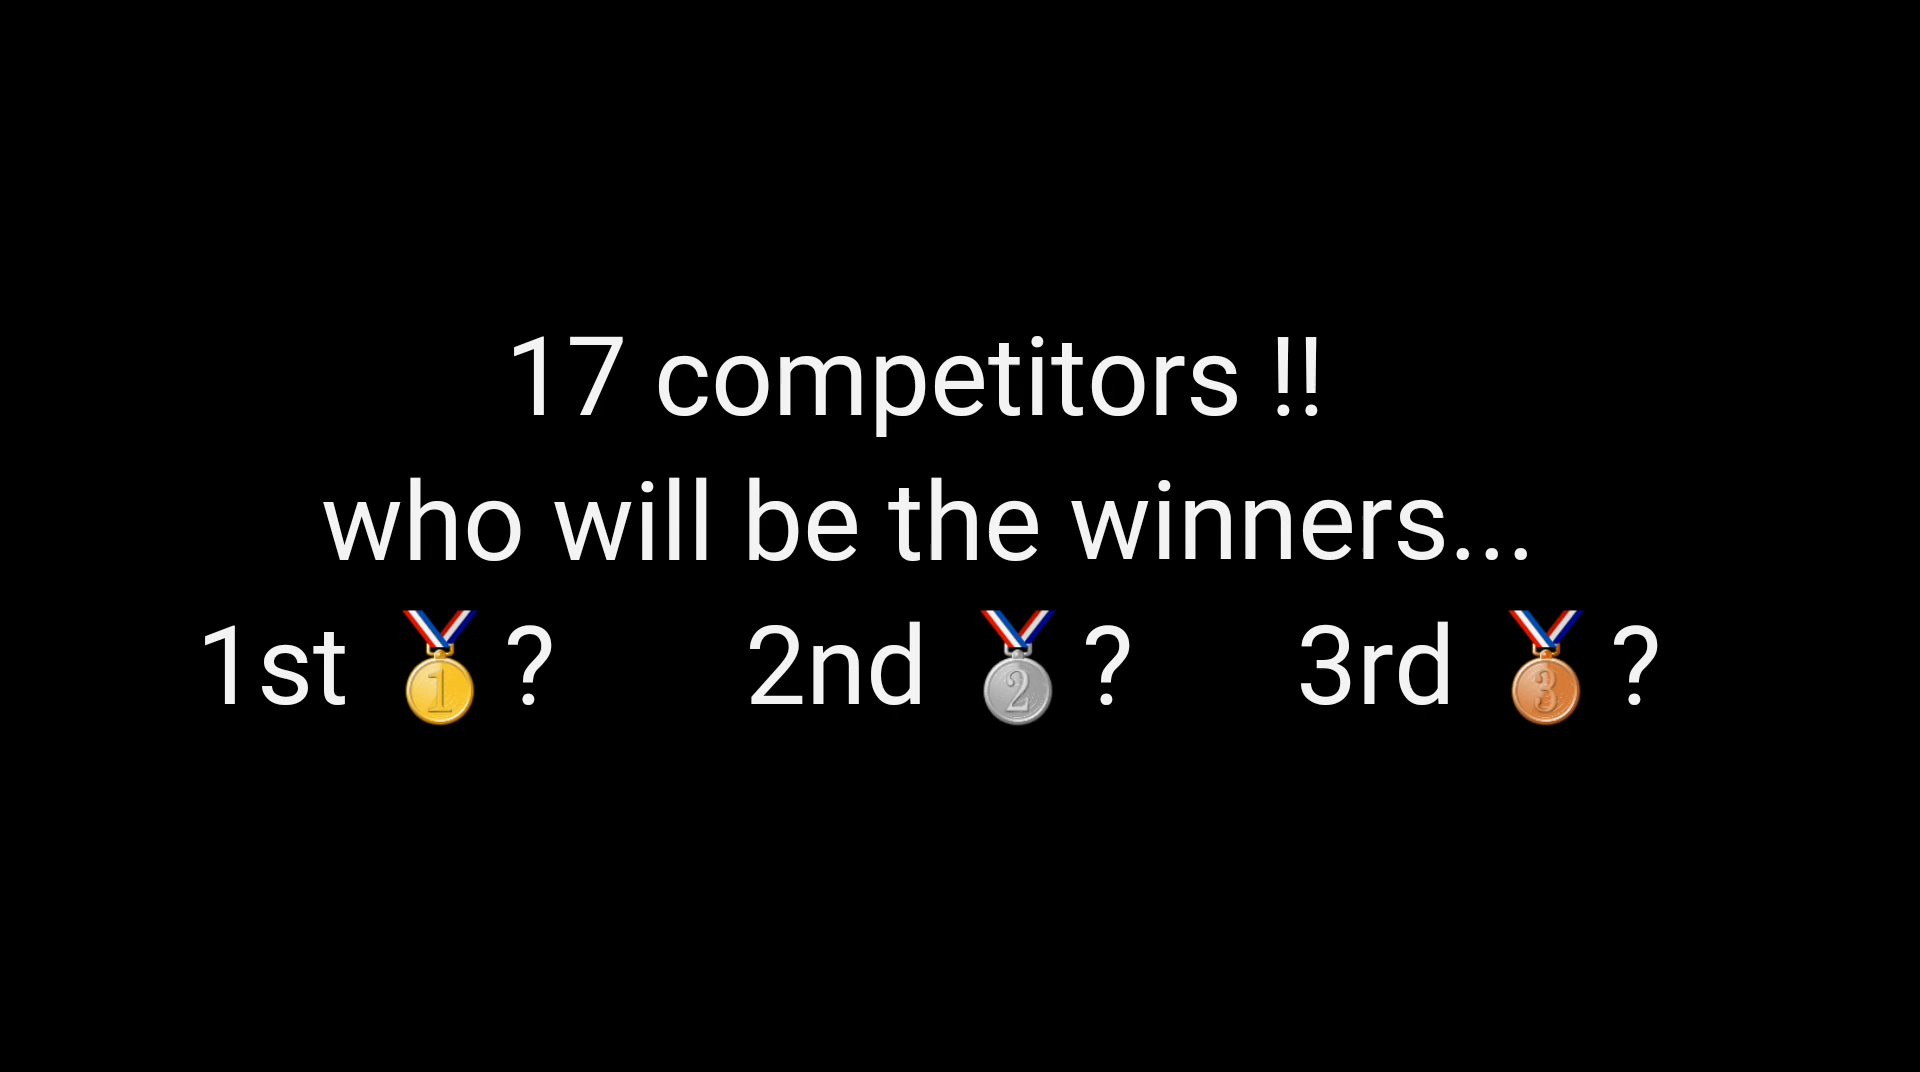 17 competitors !!
who will be the winners...
1st 🥇? 2nd 🥈? 3rd 🥉?